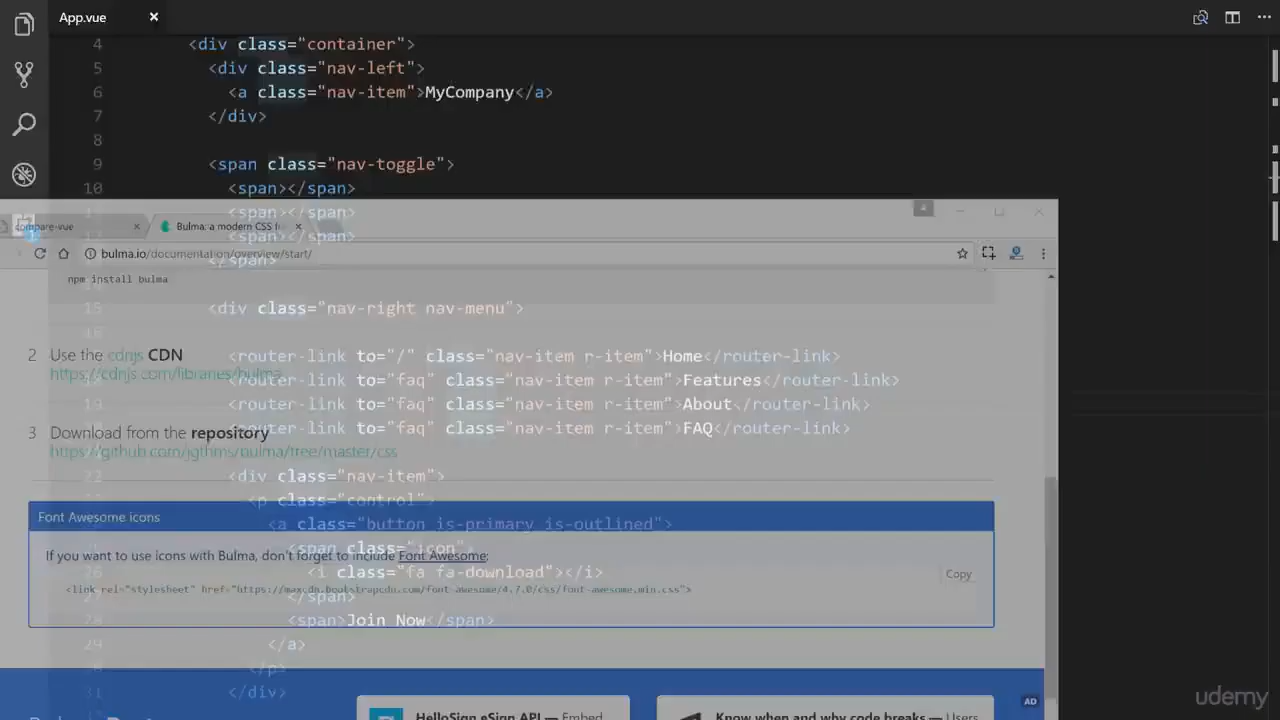 App.vue
4 <div class="container">
5 <div class="nav-left">
6 <a class="nav-item">MyCompany</a>
7 </div>
8
9 <span class="nav-toggle">
10 <span></span>
<span></span>
compare-vue
Bulma: a modern CSS f
<span></span>
bulma.io/documentation/overview/start/
</span>
npm install bulma
15 <div class="nav-right nav-menu">
16
2 Use the cdnjs CDN
<router-link to="/" class="nav-item r-item">Home</router-link>
https://cdnjs.com/libraries/bulma
<router-link to="faq" class="nav-item r-item">Features</router-link>
19 <router-link to="faq" class="nav-item r-item">About</router-link>
3 Download from the repository
<router-link to="faq" class="nav-item r-item">FAQ</router-link>
https://github.com/jgthms/bulma/tree/master/css
22 <div class="nav-item">
<p class="control">
Font Awesome icons
<a class="button is-primary is-outlined">
<span class="icon">
If you want to use icons with Bulma, don't forget to include Font Awesome:
26 <i class="fa fa-download"></i>
Copy
<link rel="stylesheet" href="https://maxcdn.bootstrapcdn.com/font-awesome/4.7.0/css/font-awesome.min.css">
</span>
28 <span>Join Now</span>
29 </a>
</p>
31 </div>
AD
udemy
HelloSign eSign API — Embed
Know when and why code breaks — Users